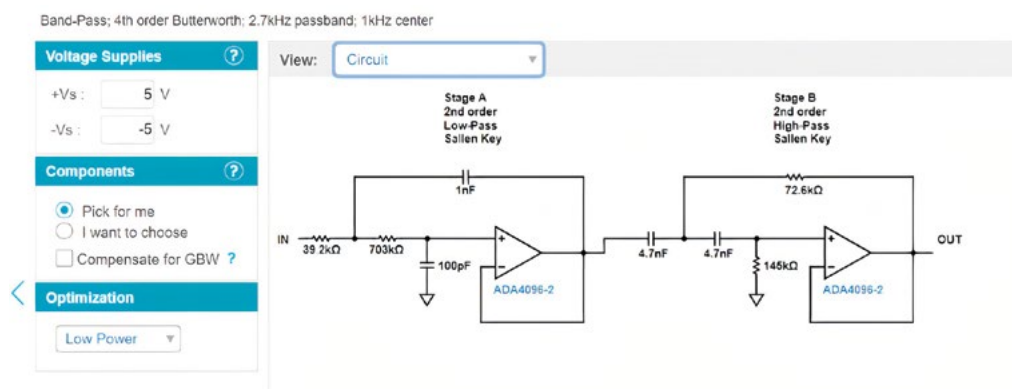 Band-Pass; 4th order Butterworth; 2.7kHz passband; 1kHz center
Voltage Supplies ?
+Vs : 5 V
-Vs : -5 V
Components ?
Pick for me
I want to choose
Compensate for GBW ?
Optimization
Low Power
View: Circuit
Stage A
2nd order
Low-Pass
Sallen Key
Stage B
2nd order
High-Pass
Sallen Key
1nF
72.6kΩ
IN
39.2kΩ
703kΩ
100pF
+
-
ADA4096-2
4.7nF
4.7nF
145kΩ
+
-
ADA4096-2
OUT